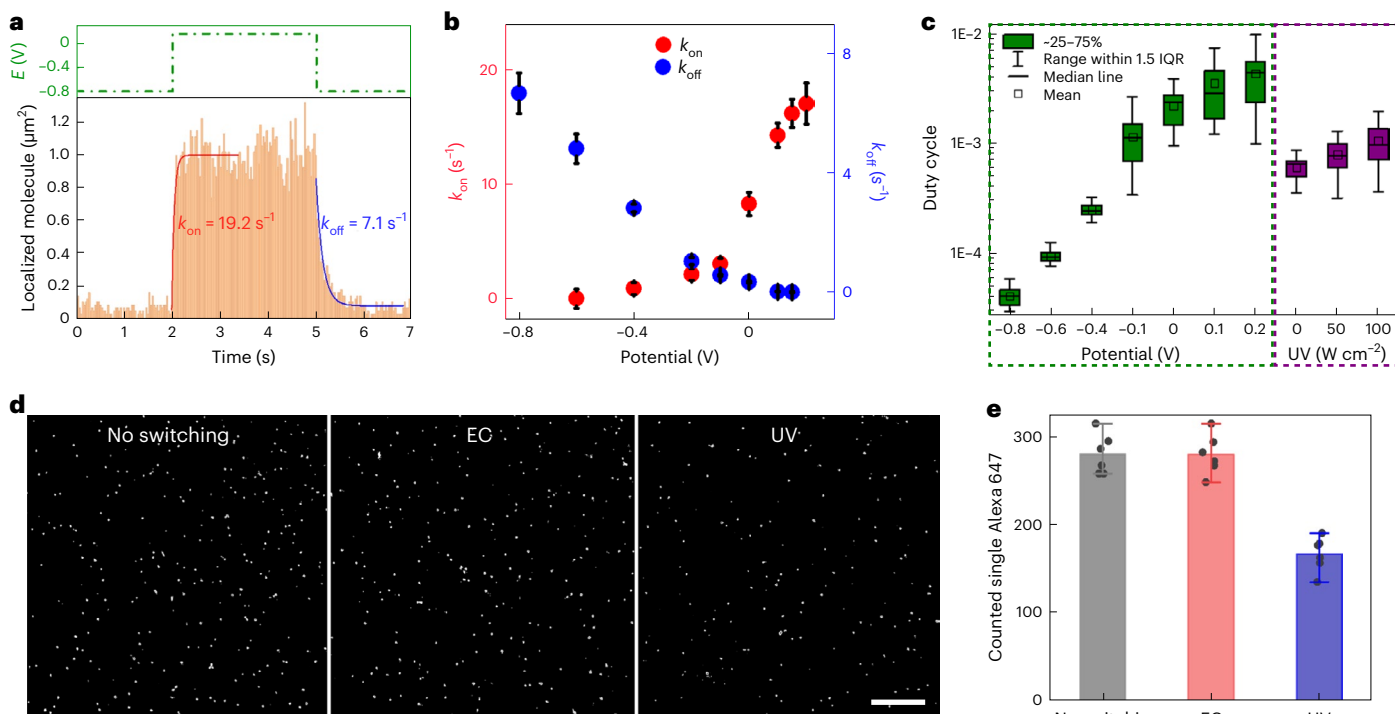 a
E (V)
0
−0.4
−0.8
Localized molecule (μm²)
1.2
1.0
0.8
0.6
0.4
0.2
0
k_on = 19.2 s⁻¹
k_off = 7.1 s⁻¹
0 1 2 3 4 5 6 7
Time (s)
b
k_on
k_off
k_on (s⁻¹)
20
10
0
k_off (s⁻¹)
8
4
0
−0.8 −0.4 0
Potential (V)
c
Duty cycle
1E−2
1E−3
1E−4
~25–75%
Range within 1.5 IQR
Median line
Mean
−0.8 −0.6 −0.4 −0.1 0 0.1 0.2 0 50 100
Potential (V) UV (W cm⁻²)
d
No switching EC UV
e
Counted single Alexa 647
300
200
100
0